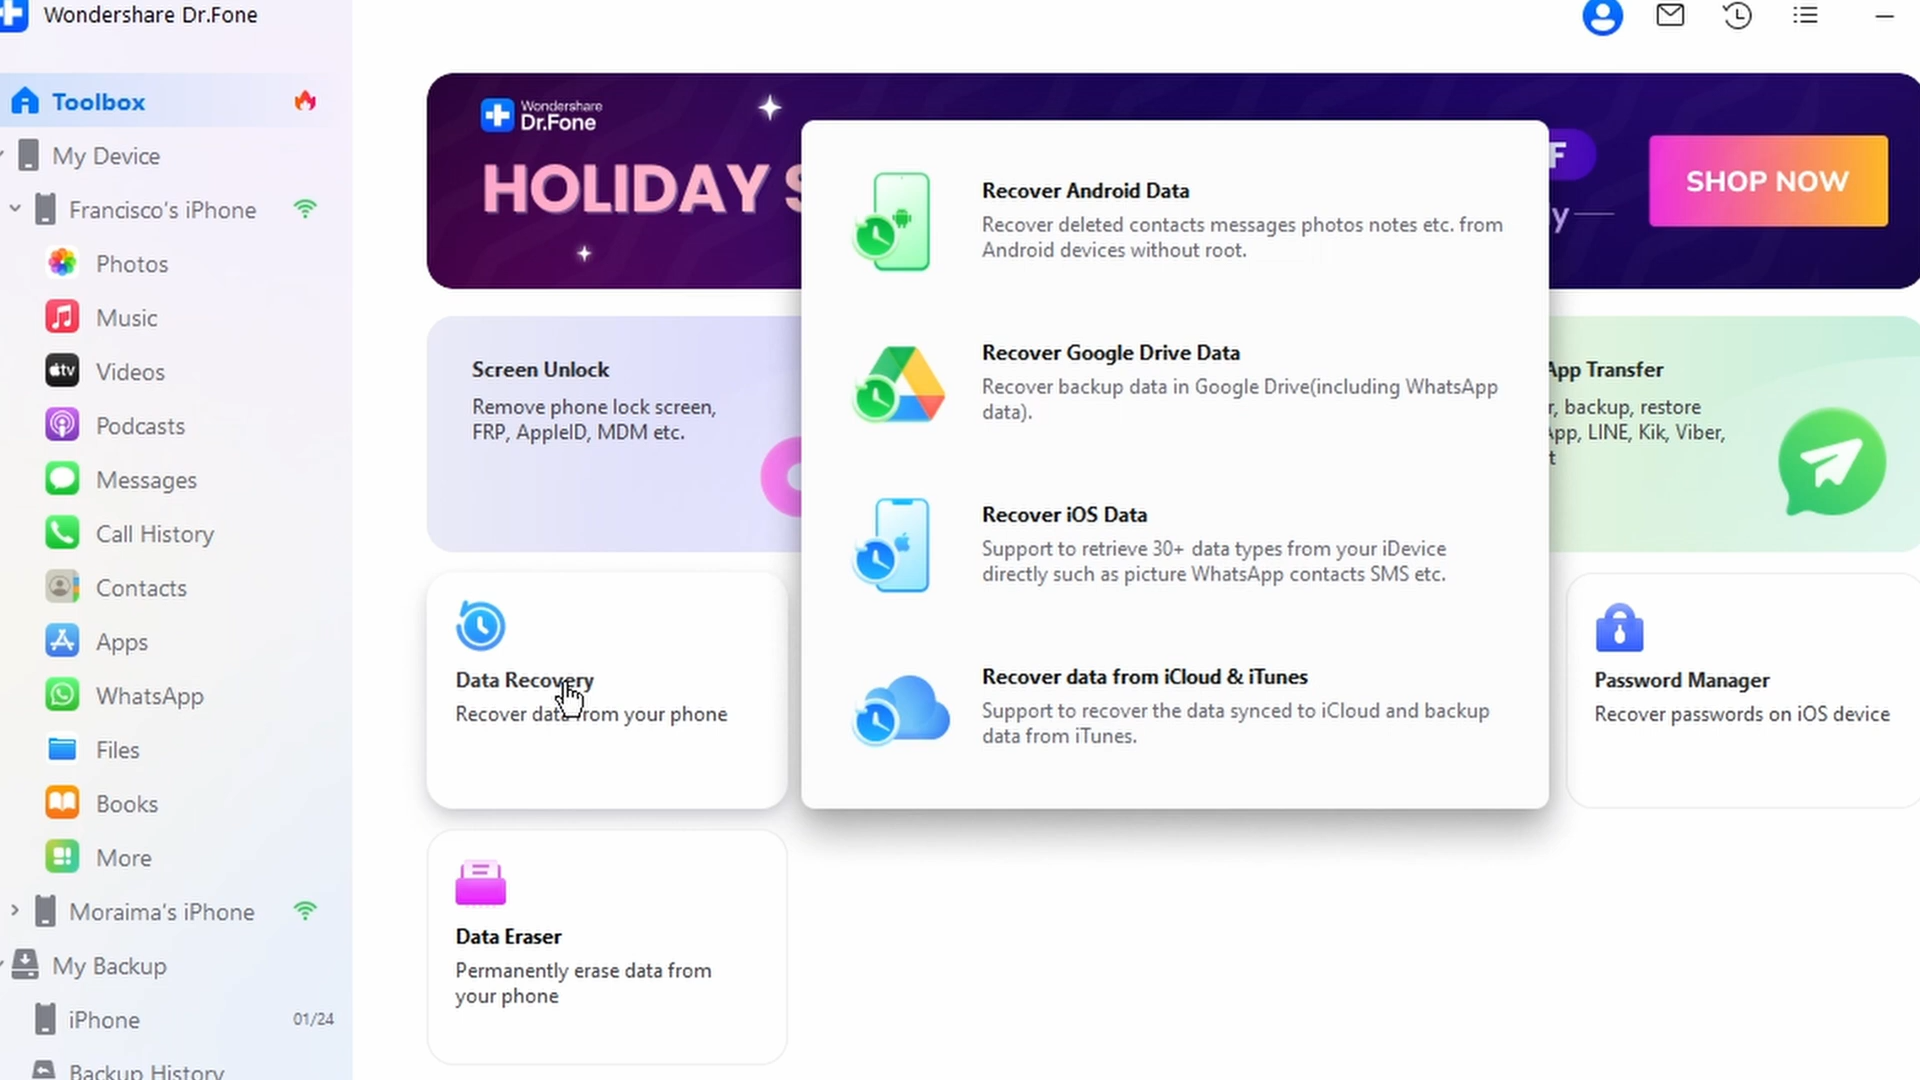 Wondershare Dr.Fone
Toolbox
My Device
Francisco's iPhone
Photos
Music
Videos
Podcasts
Messages
Call History
Contacts
Apps
WhatsApp
Files
Books
More
Moraima's iPhone
My Backup
iPhone 01/24
Backup History
Wondershare
Dr.Fone
HOLIDAY S
F
y
SHOP NOW
Screen Unlock
Remove phone lock screen,
FRP, AppleID, MDM etc.
Recover Android Data
Recover deleted contacts messages photos notes etc. from
Android devices without root.
Recover Google Drive Data
Recover backup data in Google Drive(including WhatsApp
data).
Recover iOS Data
Support to retrieve 30+ data types from your iDevice
directly such as picture WhatsApp contacts SMS etc.
Recover data from iCloud & iTunes
Support to recover the data synced to iCloud and backup
data from iTunes.
App Transfer
r, backup, restore
App, LINE, Kik, Viber,
t
Data Recovery
Recover data from your phone
Password Manager
Recover passwords on iOS device
Data Eraser
Permanently erase data from
your phone